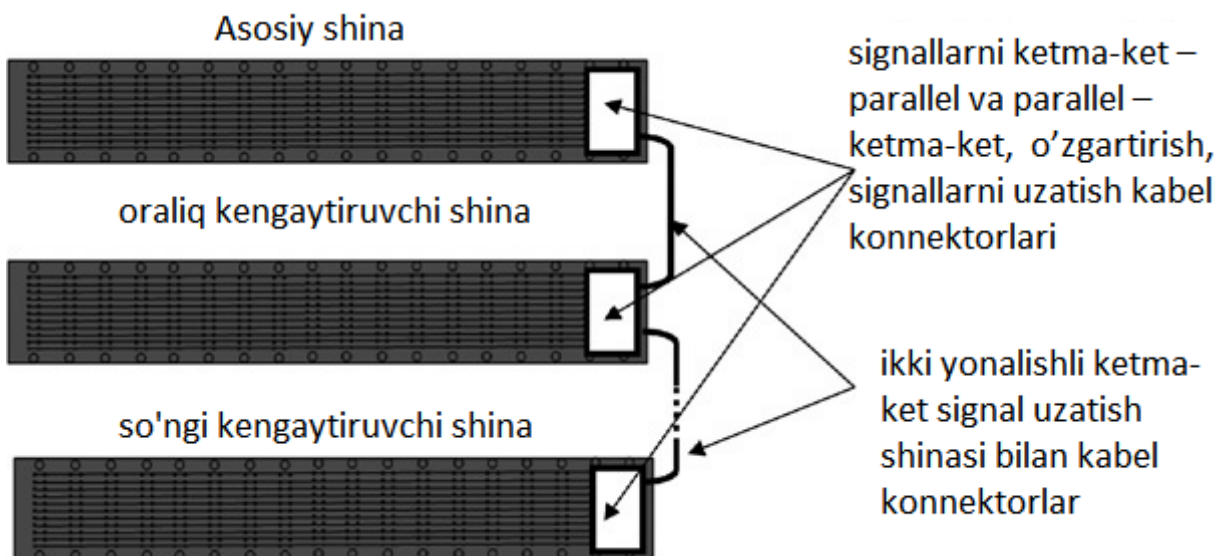 Asosiy shina
oraliq kengaytiruvchi shina
so'ngi kengaytiruvchi shina
signallarni ketma-ket –
parallel va parallel –
ketma-ket, o’zgartirish,
signallarni uzatish kabel
konnektorlari
ikki yonalishli ketma-
ket signal uzatish
shinasi bilan kabel
konnektorlar